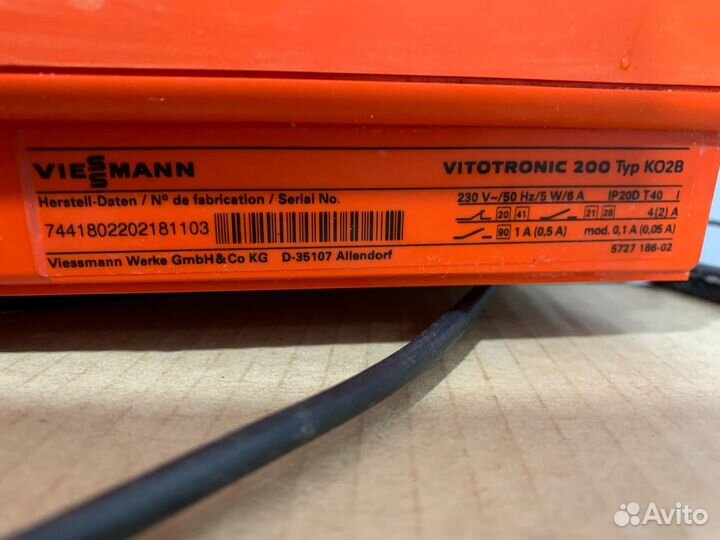 VIESSMANN
Herstell-Daten / Nº de fabrication / Serial No.
7441802202181103
Viessmann Werke GmbH&Co KG D-35107 Allendorf
VITOTRONIC 200 Typ KO2B
230 V~/50 Hz/5 W/6 A IP20D T40 I
20 41 21 28 4(2) A
90 1 A (0,5 A) mod. 0,1 A (0,05 A)
5727 186-02
Avito